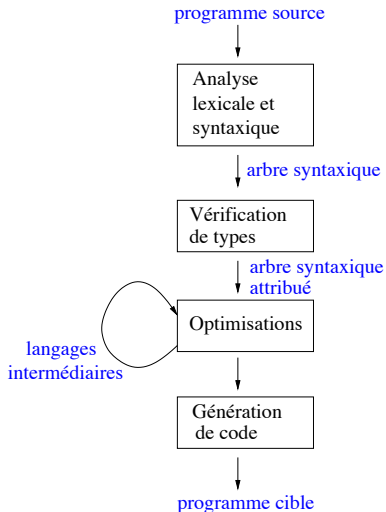 programme source
Analyse
lexicale et
syntaxique
arbre syntaxique
Vérification
de types
arbre syntaxique
attribué
Optimisations
langages
intermédiaires
Génération
de code
programme cible